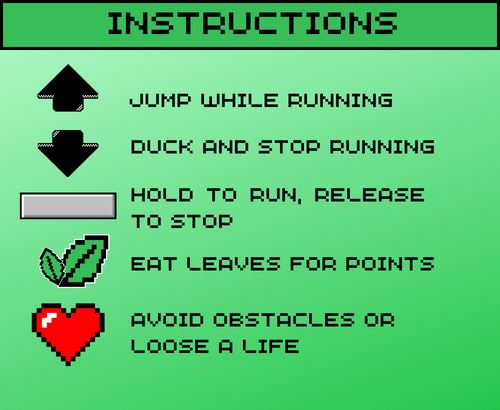 INSTRUCTIONS
JUMP WHILE RUNNING
DUCK AND STOP RUNNING
HOLD TO RUN, RELEASE
TO STOP
EAT LEAVES FOR POINTS
AVOID OBSTACLES OR
LOOSE A LIFE